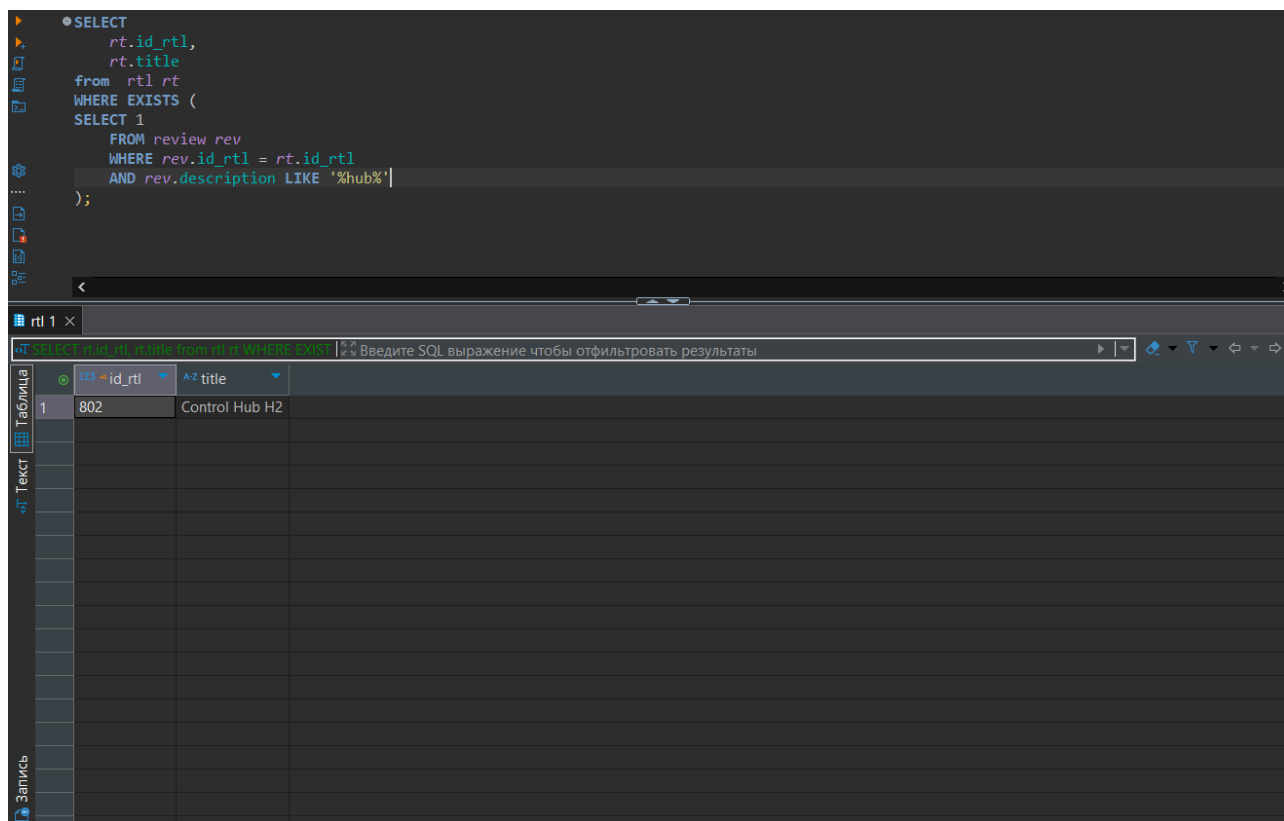 SELECT
rt.id_rtl,
rt.title
from  rtl rt
WHERE EXISTS (
SELECT 1
FROM review rev
WHERE rev.id_rtl = rt.id_rtl
AND rev.description LIKE '%hub%'
);
rtl 1
SELECT rt.id_rtl, rt.title from rtl rt WHERE EXIST Введите SQL выражение чтобы отфильтровать результаты
Таблица
123 id_rtl A-Z title
1 802 Control Hub H2
Текст
Запись